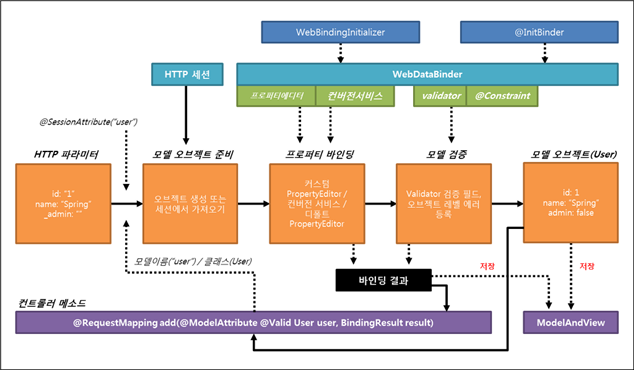 WebBindingInitializer
@InitBinder
HTTP 세션
WebDataBinder
프로퍼티에디터
컨버전서비스
validator
@Constraint
@SessionAttribute("user")
HTTP 파라미터
모델 오브젝트 준비
프로퍼티 바인딩
모델 검증
모델 오브젝트(User)
id: "1"
name: "Spring"
_admin: ""
오브젝트 생성 또는
세션에서 가져오기
커스텀
PropertyEditor /
컨버전 서비스 /
디폴트
PropertyEditor
Validator 검증 필드,
오브젝트 레벨 에러
등록
id: 1
name: "Spring"
admin: false
모델이름("user") / 클래스(User)
바인딩 결과
저장
저장
컨트롤러 메소드
@RequestMapping add(@ModelAttribute @Valid User user, BindingResult result)
ModelAndView